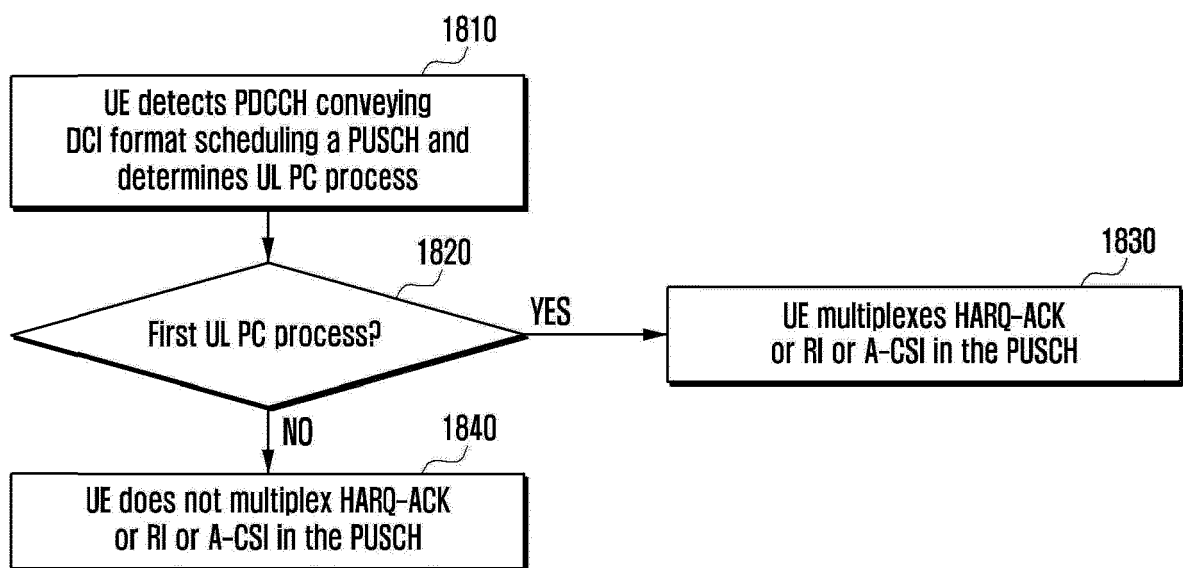 1810
UE detects PDCCH conveying
DCI format scheduling a PUSCH and
determines UL PC process
1820
First UL PC process?
YES
1830
UE multiplexes HARQ-ACK
or RI or A-CSI in the PUSCH
NO
1840
UE does not multiplex HARQ-ACK
or RI or A-CSI in the PUSCH